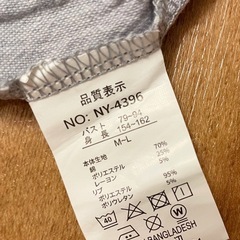 品質表示
NO: NY-4396
バスト 79-94
身長 154-162
M-L
本体生地
綿 70%
ポリエステル 25%
レーヨン 5%
リブ
ポリエステル 95%
ポリウレタン 5%
40
BANGLADESH